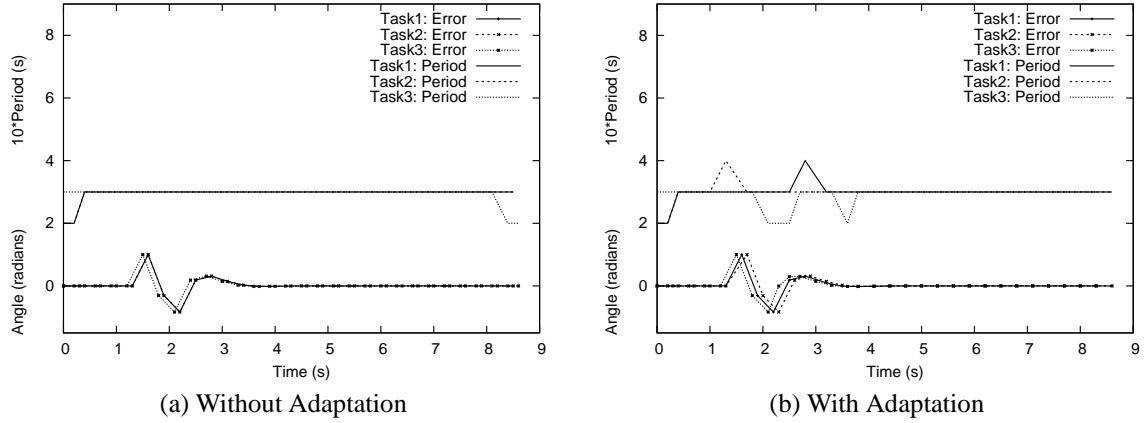 Task1: Error
Task2: Error
Task3: Error
Task1: Period
Task2: Period
Task3: Period
10*Period (s)
Angle (radians)
8
6
4
2
0
0 1 2 3 4 5 6 7 8 9
Time (s)
(a) Without Adaptation
Task1: Error
Task2: Error
Task3: Error
Task1: Period
Task2: Period
Task3: Period
10*Period (s)
Angle (radians)
8
6
4
2
0
0 1 2 3 4 5 6 7 8 9
Time (s)
(b) With Adaptation